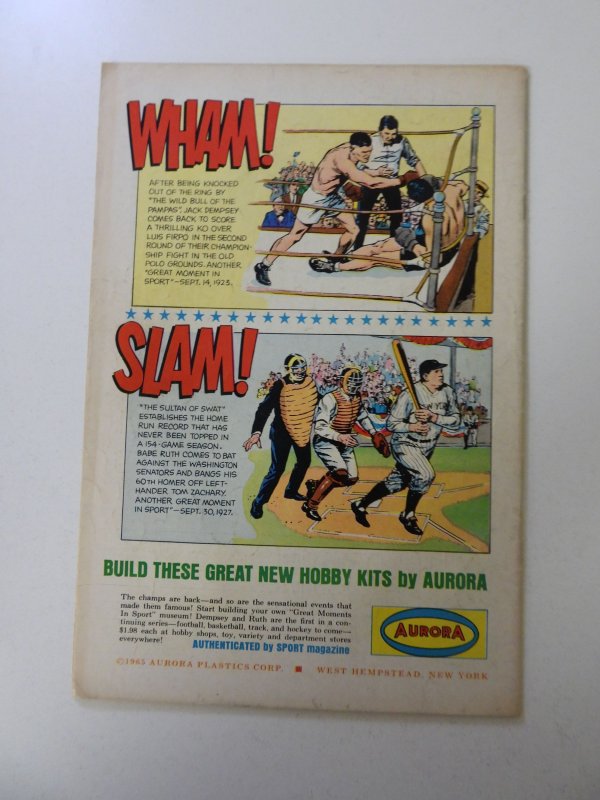 WHAM!
AFTER BEING KNOCKED
OUT OF THE RING BY
"THE WILD BULL OF THE
PAMPAS", JACK DEMPSEY
COMES BACK TO SCORE
A THRILLING KO OVER
LUIS FIRPO IN THE SECOND
ROUND OF THEIR CHAMPION-
SHIP FIGHT IN THE OLD
POLO GROUNDS. ANOTHER
"GREAT MOMENT IN
SPORT"—SEPT. 14, 1923.
SLAM!
"THE SULTAN OF SWAT"
ESTABLISHES THE HOME
RUN RECORD THAT HAS
NEVER BEEN TOPPED IN
A 154-GAME SEASON.
BABE RUTH COMES TO BAT
AGAINST THE WASHINGTON
SENATORS AND BANGS HIS
60TH HOMER OFF LEFT-
HANDER TOM ZACHARY.
ANOTHER GREAT MOMENT
IN SPORT"—SEPT. 30, 1927.
BUILD THESE GREAT NEW HOBBY KITS by AURORA
The champs are back—and so are the sensational events that
made them famous! Start building your own "Great Moments
In Sport" museum! Dempsey and Ruth are the first in a con-
tinuing series—football, basketball, track, and hockey to come—
$1.98 each at hobby shops, toy, variety and department stores
everywhere!
AUTHENTICATED by SPORT magazine
AURORA
©1965 AURORA PLASTICS CORP. ■ WEST HEMPSTEAD, NEW YORK